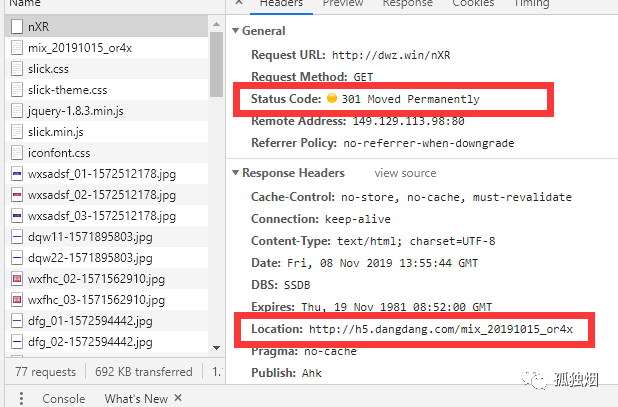 Name
nXR
mix_20191015_or4x
slick.css
slick-theme.css
jquery-1.8.3.min.js
slick.min.js
iconfont.css
wxsadsf_01-1572512178.jpg
wxsadsf_02-1572512178.jpg
wxsadsf_03-1572512178.jpg
dqw11-1571895803.jpg
dqw22-1571895803.jpg
wxfhc_02-1571562910.jpg
wxfhc_03-1571562910.jpg
dfg_01-1572594442.jpg
dfg_02-1572594442.jpg
77 requests 692 KB transferred 1.
Headers Preview Response Cookies Timing
General
Request URL: http://dwz.win/nXR
Request Method: GET
Status Code: 301 Moved Permanently
Remote Address: 149.129.113.98:80
Referrer Policy: no-referrer-when-downgrade
Response Headers view source
Cache-Control: no-store, no-cache, must-revalidate
Connection: keep-alive
Content-Type: text/html; charset=UTF-8
Date: Fri, 08 Nov 2019 13:55:44 GMT
DBS: SSDB
Expires: Thu, 19 Nov 1981 08:52:00 GMT
Location: http://h5.dangdang.com/mix_20191015_or4x
Pragma: no-cache
Publish: Ahk
孤独烟
Console What's New